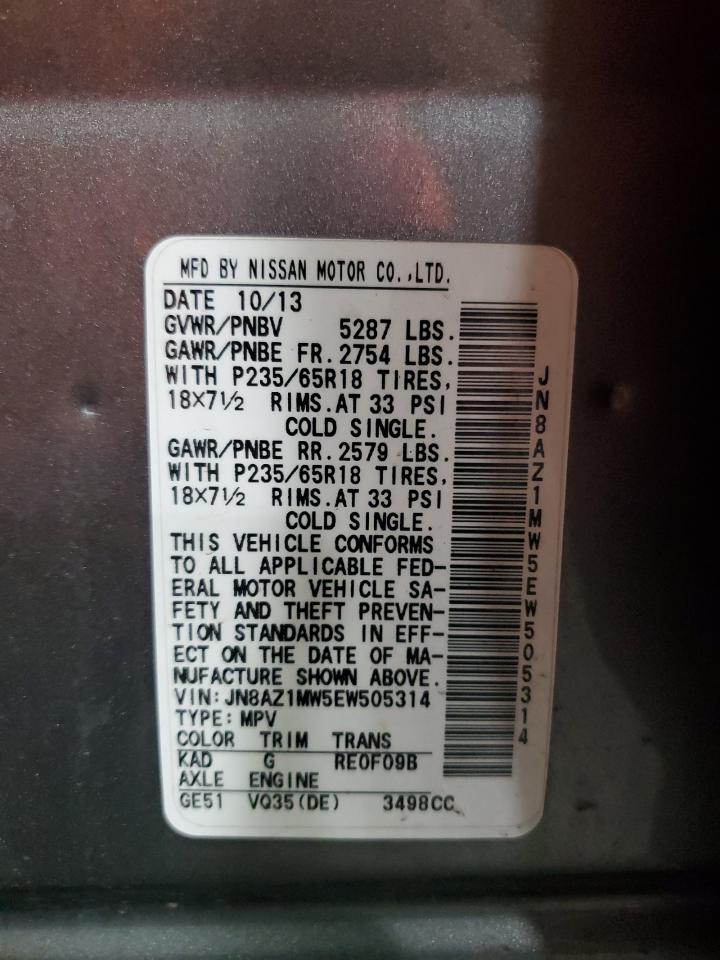 MFD BY NISSAN MOTOR CO.,LTD.
DATE 10/13
GVWR/PNBV 5287 LBS.
GAWR/PNBE FR. 2754 LBS.
WITH P235/65R18 TIRES,
18X7½ RIMS. AT 33 PSI
COLD SINGLE.
GAWR/PNBE RR. 2579 LBS.
WITH P235/65R18 TIRES,
18X7½ RIMS. AT 33 PSI
COLD SINGLE.
THIS VEHICLE CONFORMS
TO ALL APPLICABLE FED-
ERAL MOTOR VEHICLE SA-
FETY AND THEFT PREVEN-
TION STANDARDS IN EFF-
ECT ON THE DATE OF MA-
NUFACTURE SHOWN ABOVE.
VIN: JN8AZ1MW5EW505314
TYPE: MPV
COLOR TRIM TRANS
KAD G RE0F09B
AXLE ENGINE
GE51 VQ35(DE) 3498CC
JN8AZ1MW5EW505314